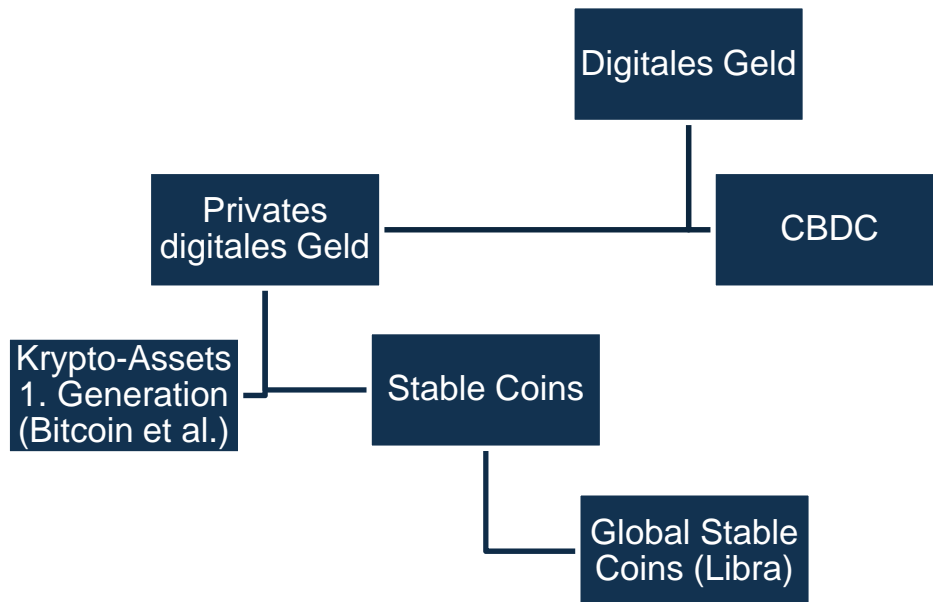 Digitales Geld
Privates
digitales Geld
CBDC
Krypto-Assets
1. Generation
(Bitcoin et al.)
Stable Coins
Global Stable
Coins (Libra)